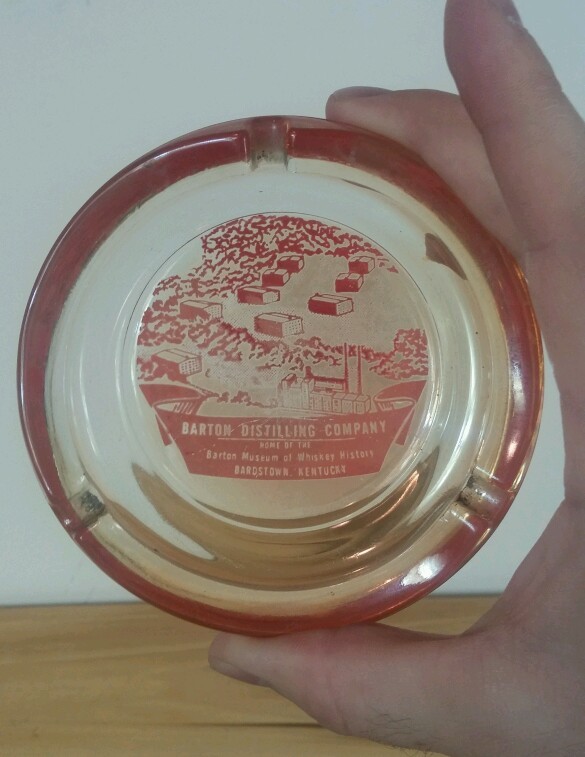 BARTON DISTILLING COMPANY
HOME OF THE
Barton Museum of Whiskey History
BARDSTOWN, KENTUCKY